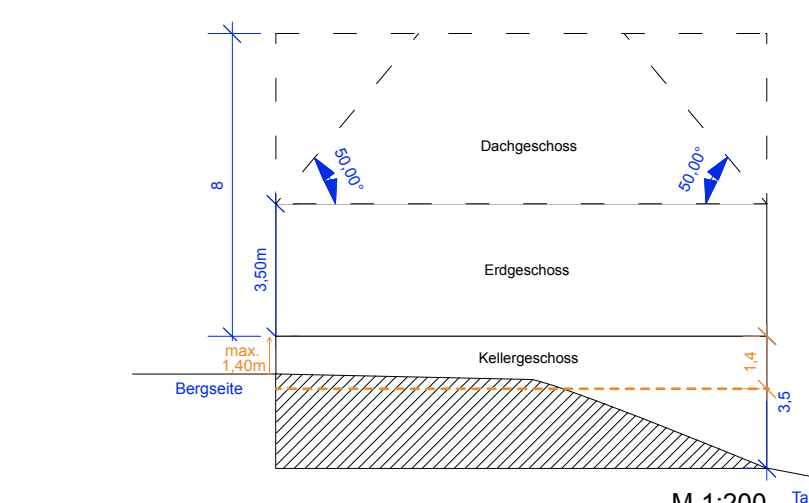 Dachgeschoss
50,00°
50,00°
8
3,50m
Erdgeschoss
max.
1,40m
Kellergeschoss
1,4
Bergseite
3,5
M 1:200